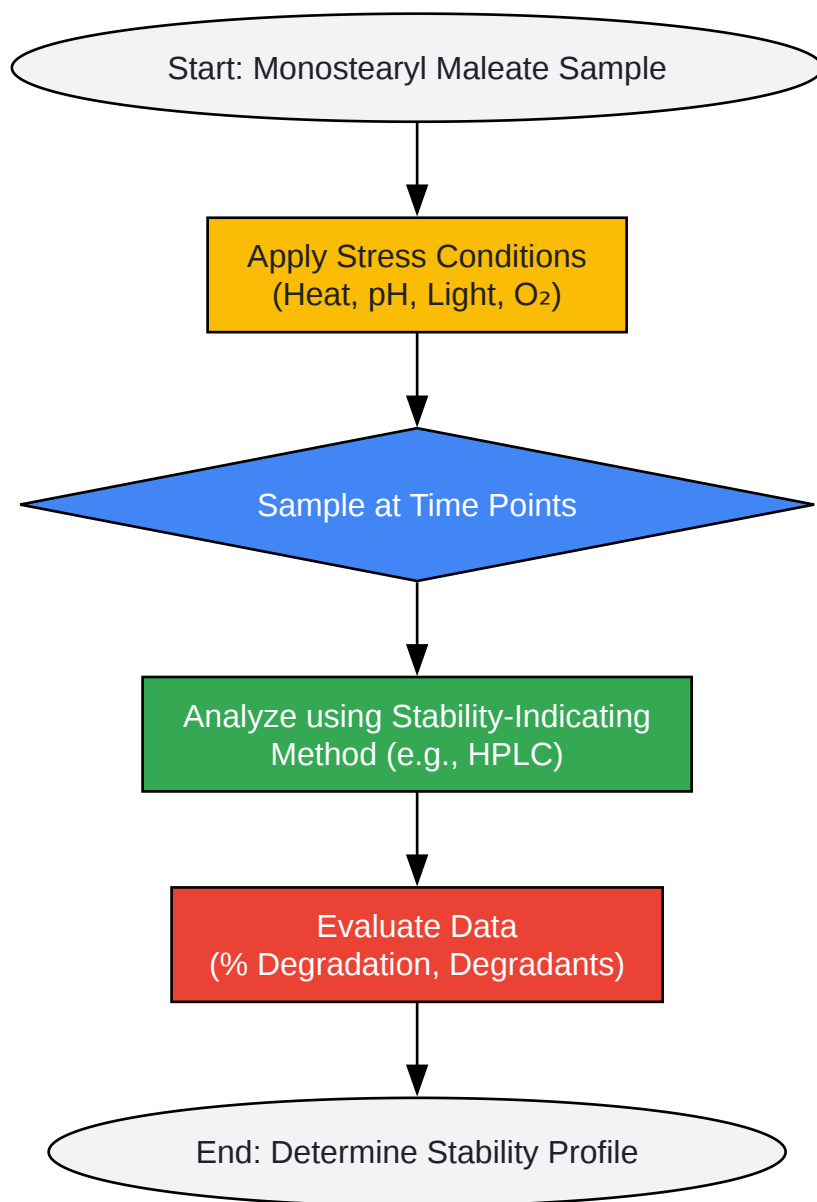 Start: Monostearyl Maleate Sample
Apply Stress Conditions
(Heat, pH, Light, O₂)
Sample at Time Points
Analyze using Stability-Indicating
Method (e.g., HPLC)
Evaluate Data
(% Degradation, Degradants)
End: Determine Stability Profile